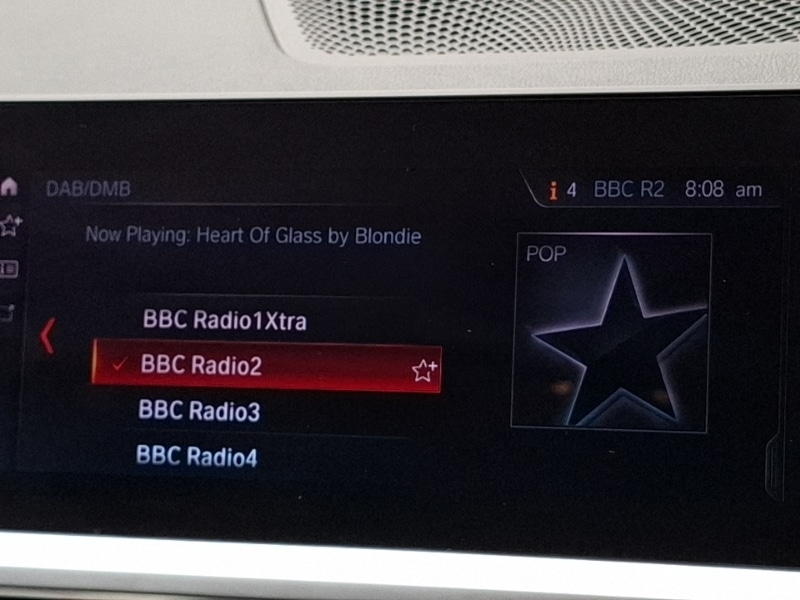 DAB/DMB
i 4 BBC R2 8:08 am
Now Playing: Heart Of Glass by Blondie
POP
BBC Radio1Xtra
BBC Radio2
BBC Radio3
BBC Radio4